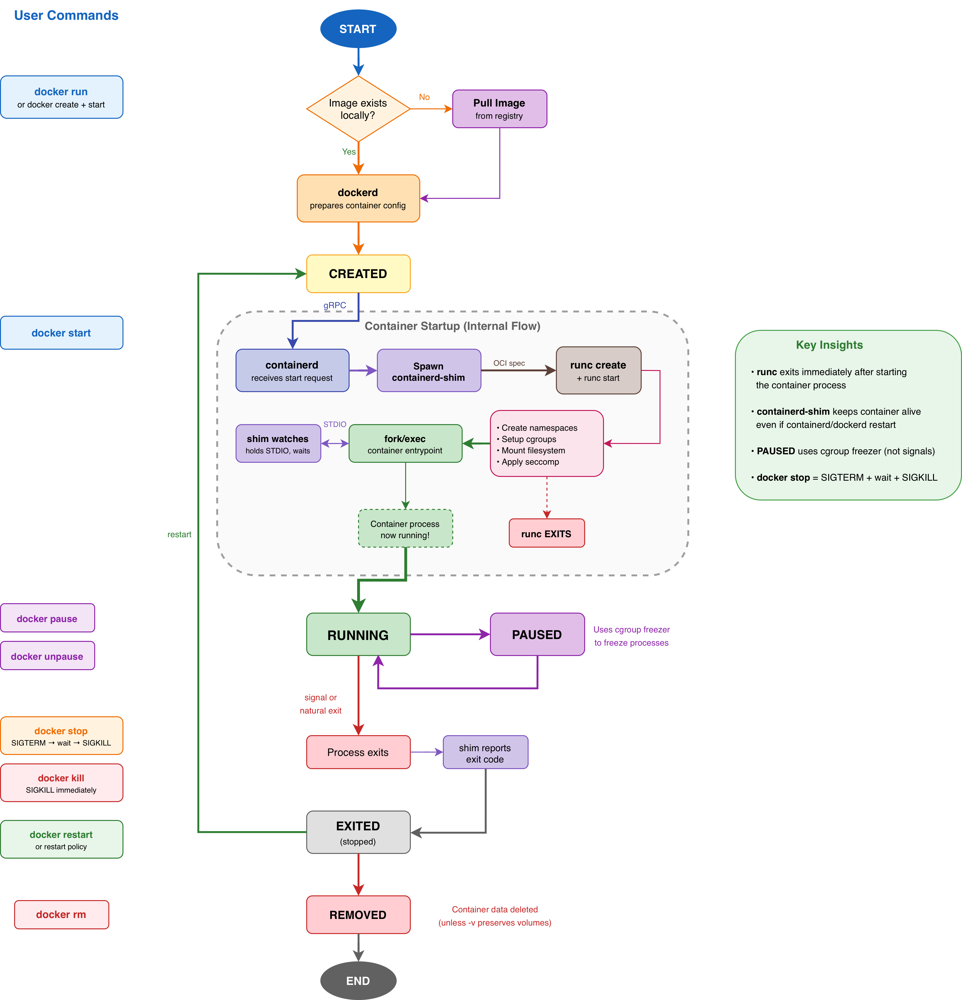 User Commands
START
docker run
or docker create + start
Image exists
locally?
No
Pull Image
from registry
Yes
dockerd
prepares container config
CREATED
gRPC
docker start
Container Startup (Internal Flow)
containerd
receives start request
Spawn
containerd-shim
OCI spec
runc create
+ runc start
shim watches
holds STDIO, waits
STDIO
fork/exec
container entrypoint
• Create namespaces
• Setup cgroups
• Mount filesystem
• Apply seccomp
Container process
now running!
runc EXITS
Key Insights
• runc exits immediately after starting
the container process
• containerd-shim keeps container alive
even if containerd/dockerd restart
• PAUSED uses cgroup freezer (not signals)
• docker stop = SIGTERM + wait + SIGKILL
restart
docker pause
docker unpause
RUNNING
PAUSED
Uses cgroup freezer
to freeze processes
signal or
natural exit
docker stop
SIGTERM → wait → SIGKILL
Process exits
shim reports
exit code
docker kill
SIGKILL immediately
docker restart
or restart policy
EXITED
(stopped)
docker rm
REMOVED
Container data deleted
(unless -v preserves volumes)
END